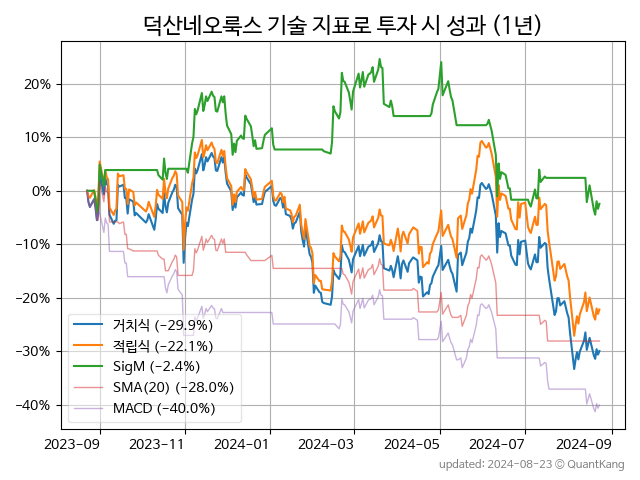 덕산네오룩스 기술 지표로 투자 시 성과 (1년)
20%
10%
0%
−10%
−20%
−30%
−40%
거치식 (−29.9%)
적립식 (−22.1%)
SigM (−2.4%)
SMA(20) (−28.0%)
MACD (−40.0%)
2023-09 2023-11 2024-01 2024-03 2024-05 2024-07 2024-09
updated: 2024-08-23 © QuantKang